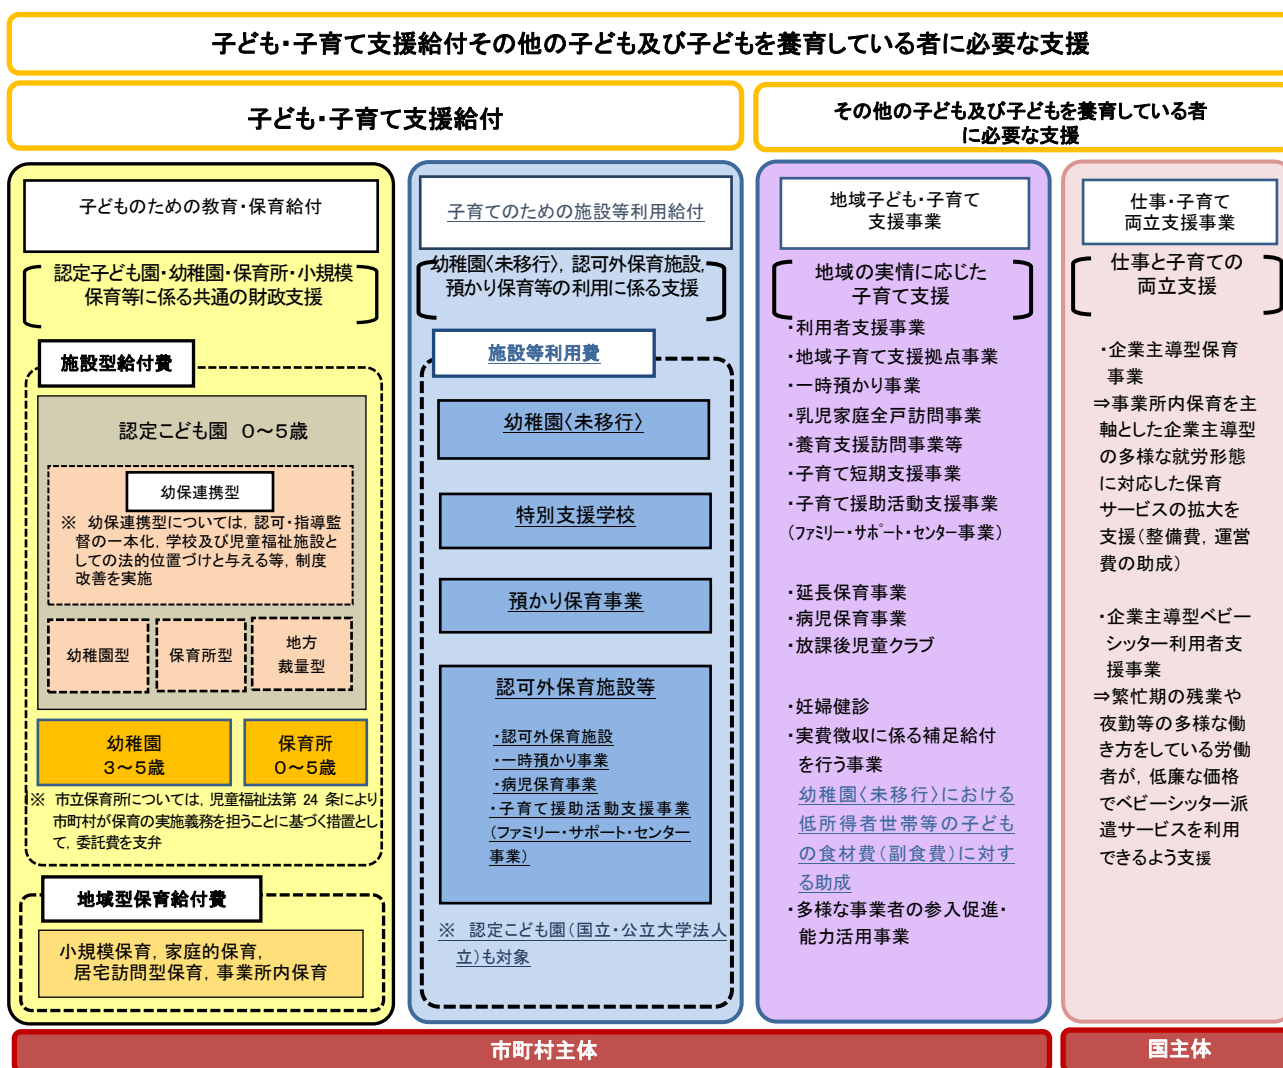 子ども・子育て支援給付その他の子ども及び子どもを養育している者に必要な支援
子ども・子育て支援給付
その他の子ども及び子どもを養育している者
に必要な支援
子どものための教育・保育給付
認定子ども園・幼稚園・保育所・小規模
保育等に係る共通の財政支援
施設型給付費
認定こども園 0～5歳
幼保連携型
※ 幼保連携型については，認可・指導監
督の一本化，学校及び児童福祉施設と
しての法的位置づけと与える等，制度
改善を実施
幼稚園型
保育所型
地方
裁量型
幼稚園
3～5歳
保育所
0～5歳
※ 市立保育所については，児童福祉法第 24 条により
市町村が保育の実施義務を担うことに基づく措置とし
て，委託費を支弁
地域型保育給付費
小規模保育，家庭的保育，
居宅訪問型保育，事業所内保育
子育てのための施設等利用給付
幼稚園〈未移行〉，認可外保育施設，
預かり保育等の利用に係る支援
施設等利用費
幼稚園〈未移行〉
特別支援学校
預かり保育事業
認可外保育施設等
・認可外保育施設
・一時預かり事業
・病児保育事業
・子育て援助活動支援事業
（ファミリー・サポート・センター
事業）
※ 認定こども園（国立・公立大学法人
立）も対象
地域子ども・子育て
支援事業
地域の実情に応じた
子育て支援
・利用者支援事業
・地域子育て支援拠点事業
・一時預かり事業
・乳児家庭全戸訪問事業
・養育支援訪問事業等
・子育て短期支援事業
・子育て援助活動支援事業
（ファミリー・サポート・センター事業）
・延長保育事業
・病児保育事業
・放課後児童クラブ
・妊婦健診
・実費徴収に係る補足給付
を行う事業
幼稚園〈未移行〉における
低所得者世帯等の子ども
の食材費（副食費）に対す
る助成
・多様な事業者の参入促進・
能力活用事業
仕事・子育て
両立支援事業
仕事と子育ての
両立支援
・企業主導型保育
事業
⇒事業所内保育を主
軸とした企業主導型
の多様な就労形態
に対応した保育
サービスの拡大を
支援（整備費，運営
費の助成）
・企業主導型ベビー
シッター利用者支
援事業
⇒繁忙期の残業や
夜勤等の多様な働
き方をしている労働
者が，低廉な価格
でベビーシッター派
遣サービスを利用
できるよう支援
市町村主体
国主体